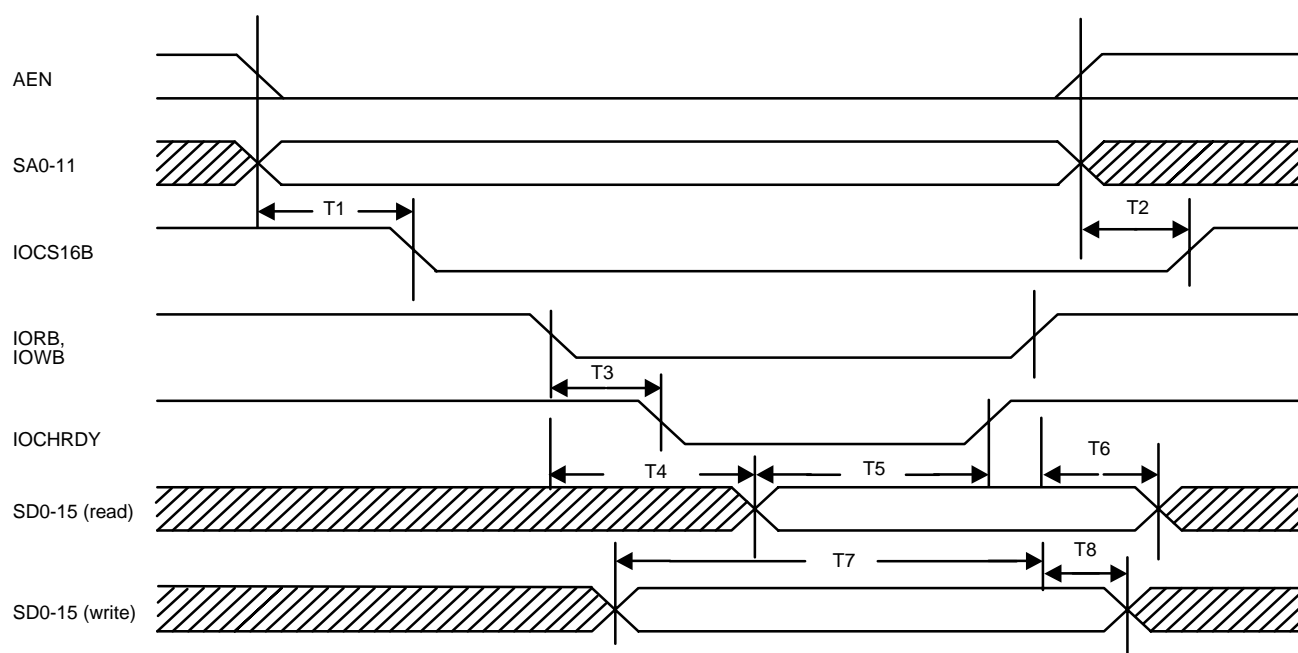 AEN
SA0-11
T1
T2
IOCS16B
IORB,
IOWB
T3
IOCHRDY
T4
T5
T6
SD0-15 (read)
T7
T8
SD0-15 (write)